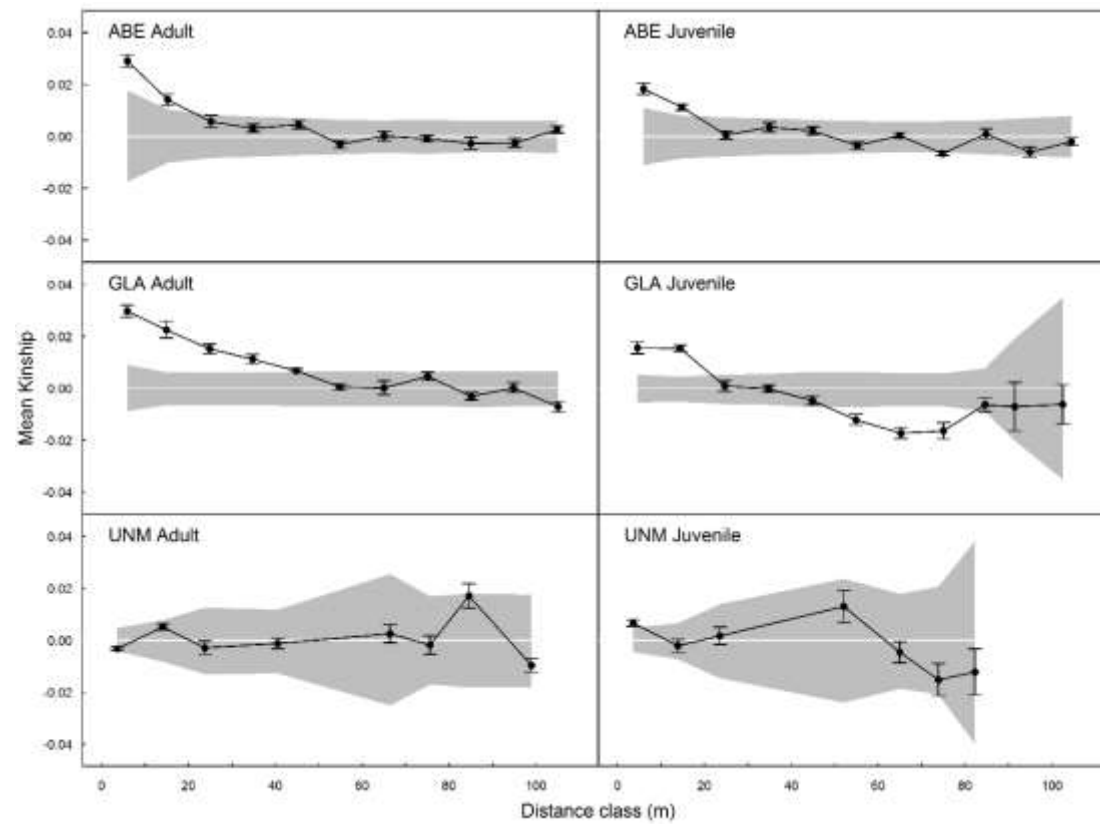 ABE Adult
ABE Juvenile
0.04
0.02
0.00
-0.02
-0.04
GLA Adult
GLA Juvenile
0.04
0.02
0.00
-0.02
-0.04
Mean Kinship
UNM Adult
UNM Juvenile
0.04
0.02
0.00
-0.02
-0.04
0 20 40 60 80 100 0 20 40 60 80 100
Distance class (m)